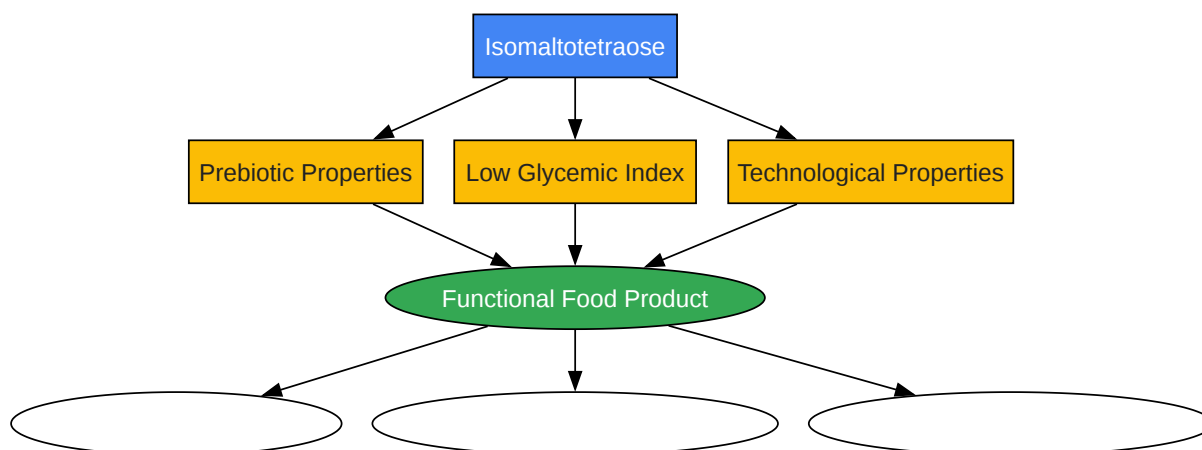 Isomaltotetraose
Prebiotic Properties
Low Glycemic Index
Technological Properties
Functional Food Product